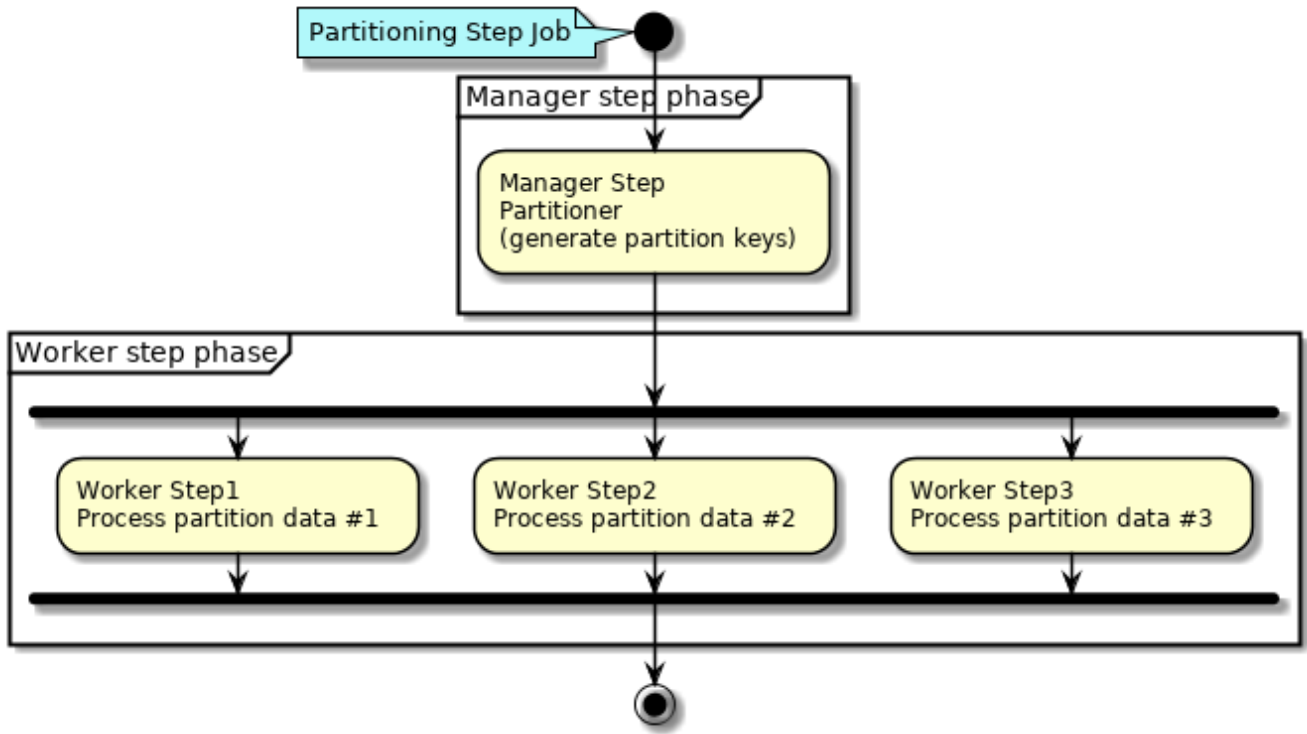 Partitioning Step Job
Manager step phase
Manager Step
Partitioner
(generate partition keys)
Worker step phase
Worker Step1
Process partition data #1
Worker Step2
Process partition data #2
Worker Step3
Process partition data #3